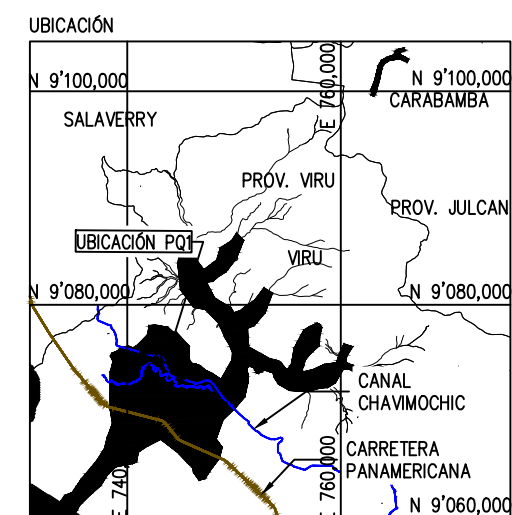 UBICACIÓN
E 760,000
N 9'100,000
N 9'100,000
CARABAMBA
SALAVERRY
PROV. VIRU
PROV. JULCAN
UBICACIÓN PQ1
VIRU
N 9'080,000
N 9'080,000
CANAL
CHAVIMOCHIC
CARRETERA
PANAMERICANA
E 760,000
N 9'060,000